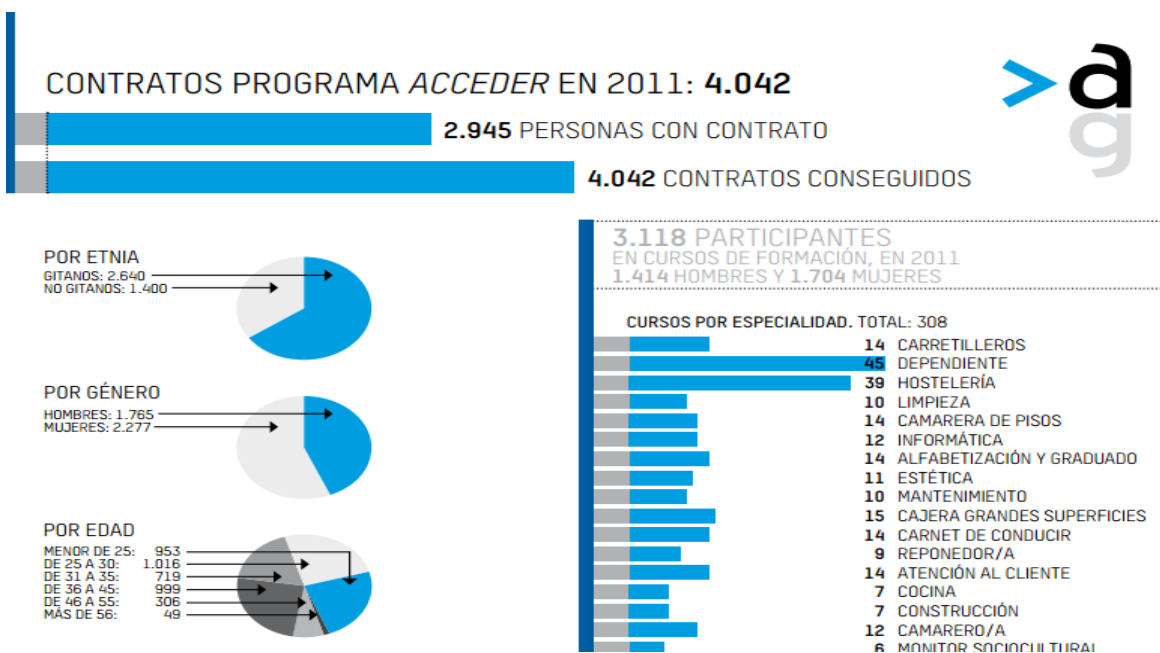 CONTRATOS PROGRAMA ACCEDER EN 2011: 4.042
2.945 PERSONAS CON CONTRATO
4.042 CONTRATOS CONSEGUIDOS
>a
g
POR ETNIA
GITANOS: 2.640
NO GITANOS: 1.400
POR GÉNERO
HOMBRES: 1.765
MUJERES: 2.277
POR EDAD
MENOR DE 25: 953
DE 25 A 30: 1.016
DE 31 A 35: 719
DE 36 A 45: 999
DE 46 A 55: 306
MÁS DE 56: 49
3.118 PARTICIPANTES
EN CURSOS DE FORMACIÓN, EN 2011
1.414 HOMBRES Y 1.704 MUJERES
CURSOS POR ESPECIALIDAD. TOTAL: 308
14 CARRETILLEROS
45 DEPENDIENTE
39 HOSTELERÍA
10 LIMPIEZA
14 CAMARERA DE PISOS
12 INFORMÁTICA
14 ALFABETIZACIÓN Y GRADUADO
11 ESTÉTICA
10 MANTENIMIENTO
15 CAJERA GRANDES SUPERFICIES
14 CARNET DE CONDUCIR
9 REPONEDOR/A
14 ATENCIÓN AL CLIENTE
7 COCINA
7 CONSTRUCCIÓN
12 CAMARERO/A
6 MONITOR SOCIOCULTURAL